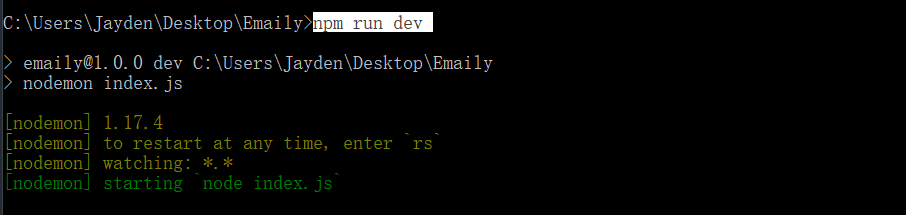 C:\Users\Jayden\Desktop\Emaily>npm run dev
> emaily@1.0.0 dev C:\Users\Jayden\Desktop\Emaily
> nodemon index.js
[nodemon] 1.17.4
[nodemon] to restart at any time, enter `rs`
[nodemon] watching: *.*
[nodemon] starting `node index.js`